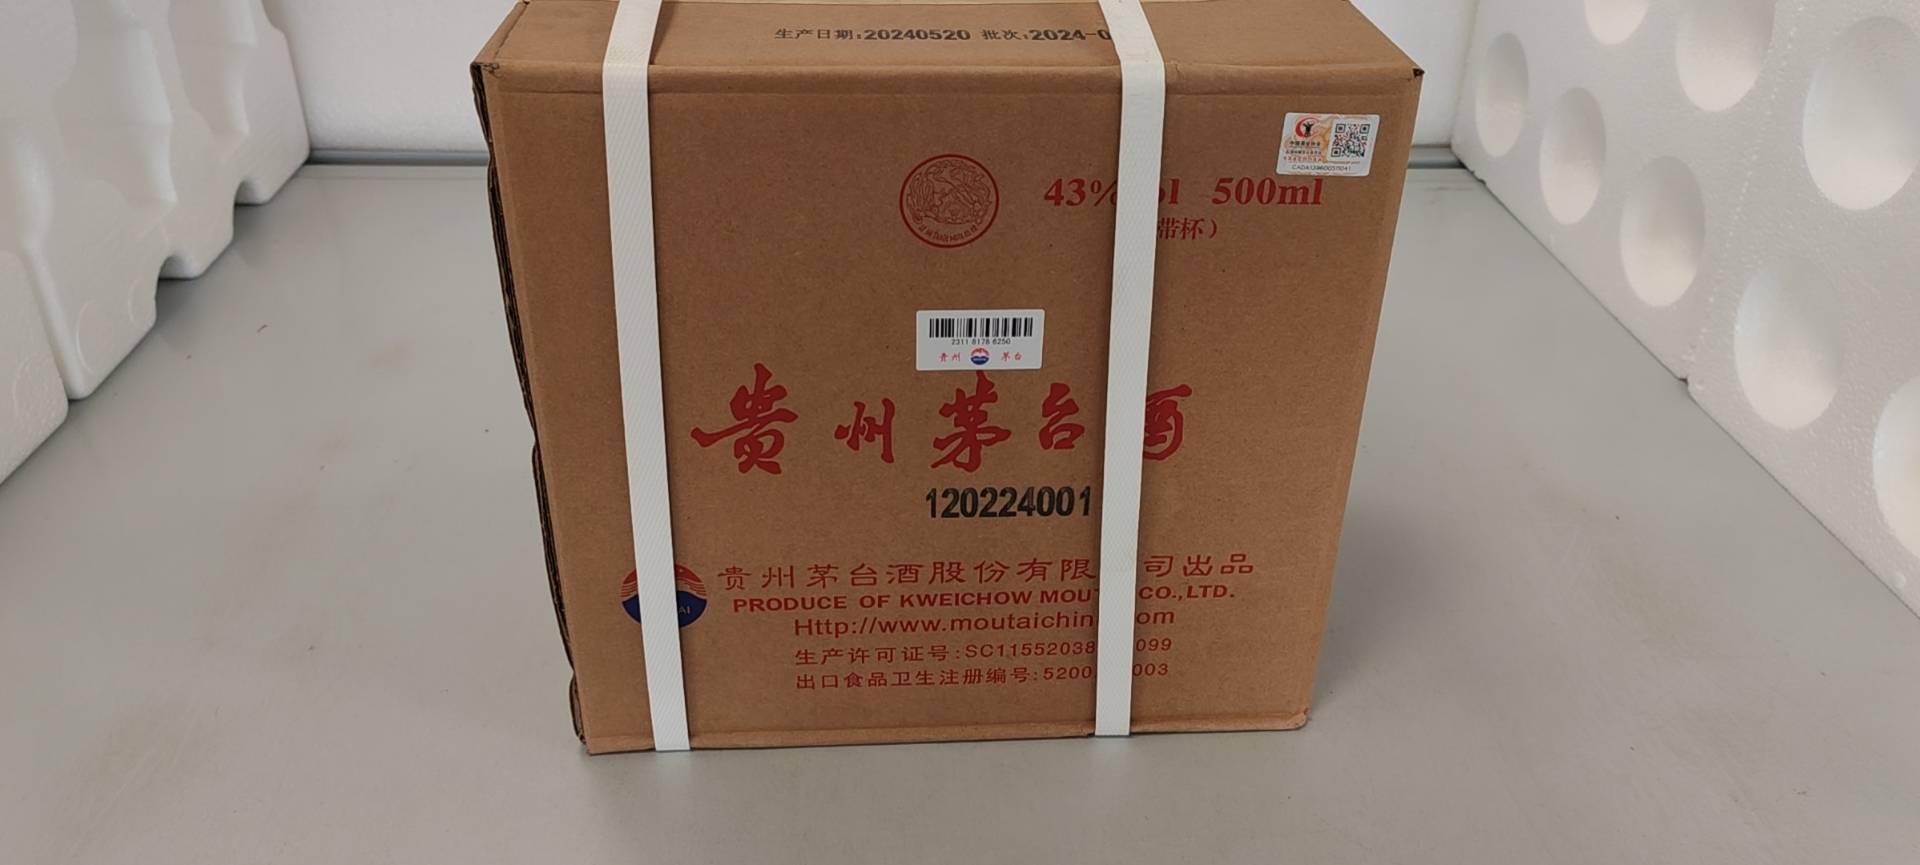 生产日期:20240520 批次:2024-0
43% ol 500ml
带杯）
2311 8178 6250
贵州 茅台
贵州茅台酒
120224001
贵州茅台酒股份有限 司出品
PRODUCE OF KWEICHOW MOUT CO.,LTD.
Http://www.moutaichin om
生产许可证号:SC11552038 099
出口食品卫生注册编号:5200 003